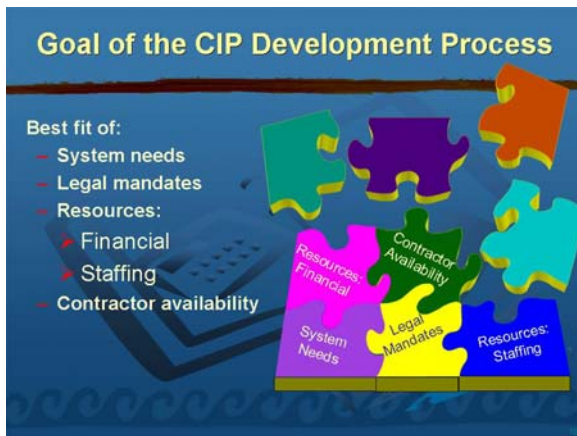 Goal of the CIP Development Process
Best fit of:
– System needs
– Legal mandates
– Resources:
➢ Financial
➢ Staffing
– Contractor availability
Resources:
Financial
Contractor
Availability
System
Needs
Legal
Mandates
Resources:
Staffing